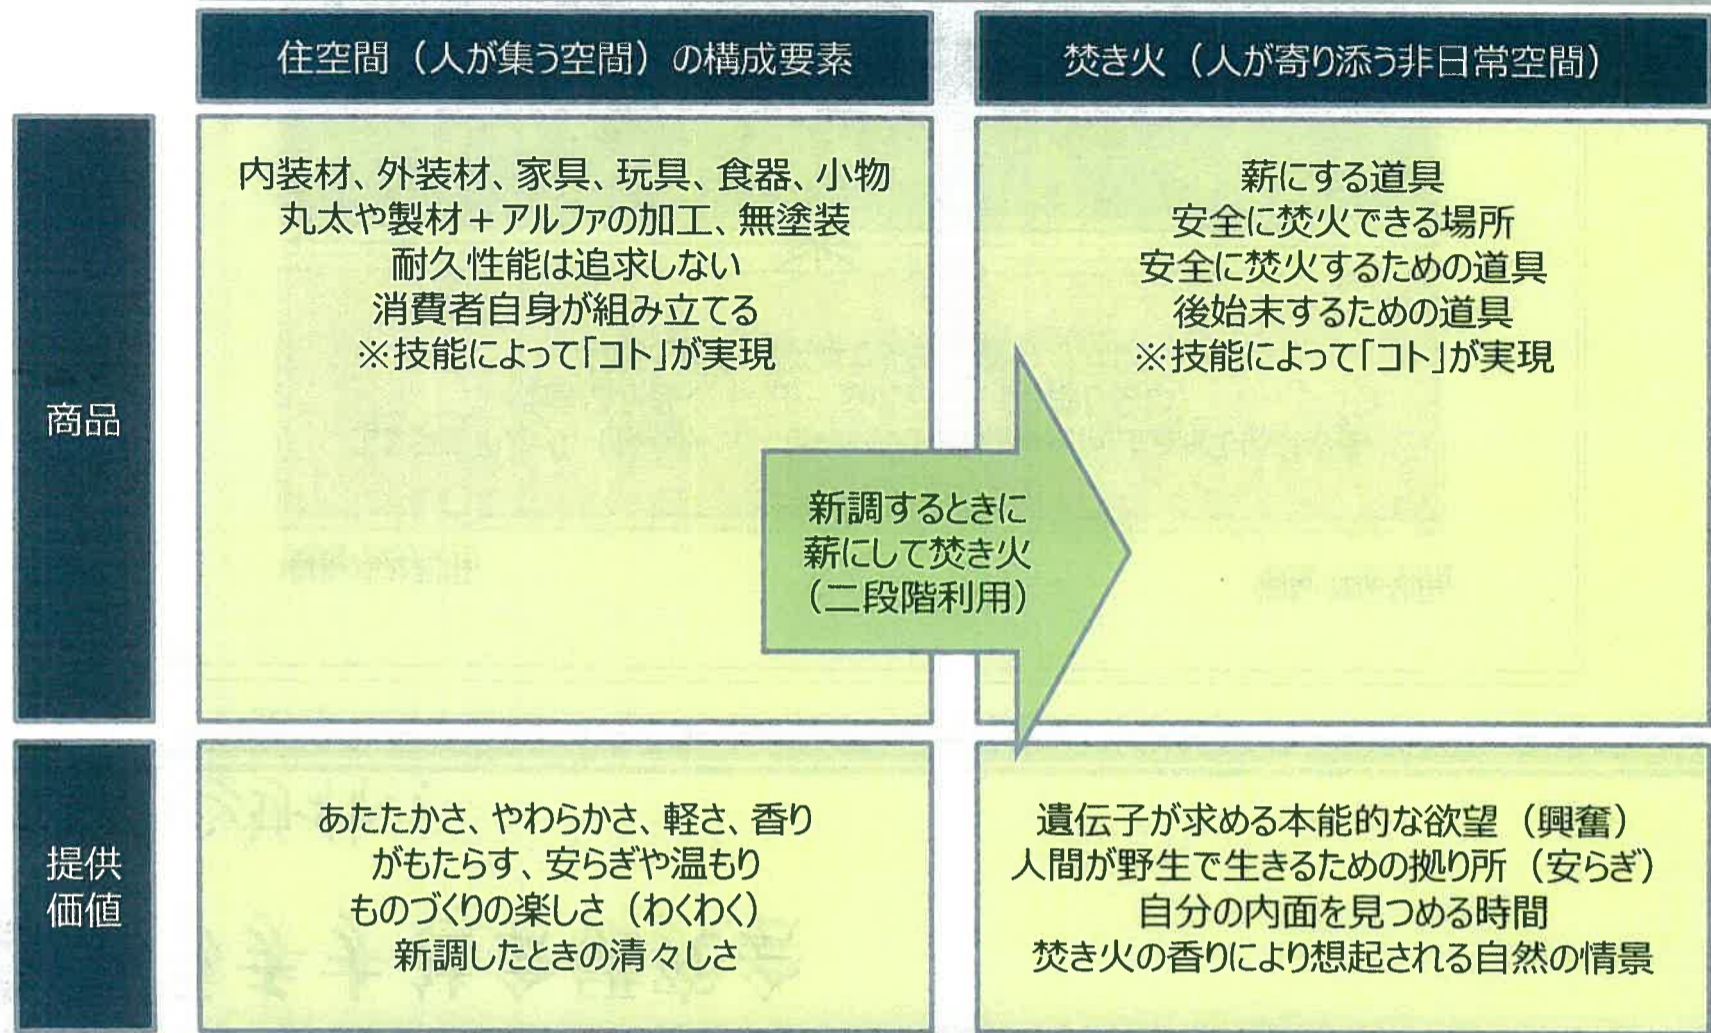 住空間（人が集う空間）の構成要素
焚き火（人が寄り添う非日常空間）
商品
内装材、外装材、家具、玩具、食器、小物
丸太や製材＋アルファの加工、無塗装
耐久性能は追求しない
消費者自身が組み立てる
※技能によって「コト」が実現
薪にする道具
安全に焚火できる場所
安全に焚火するための道具
後始末するための道具
※技能によって「コト」が実現
新調するときに
薪にして焚き火
（二段階利用）
提供
価値
あたたかさ、やわらかさ、軽さ、香り
がもたらす、安らぎや温もり
ものづくりの楽しさ（わくわく）
新調したときの清々しさ
遺伝子が求める本能的な欲望（興奮）
人間が野生で生きるための拠り所（安らぎ）
自分の内面を見つめる時間
焚き火の香りにより想起される自然の情景